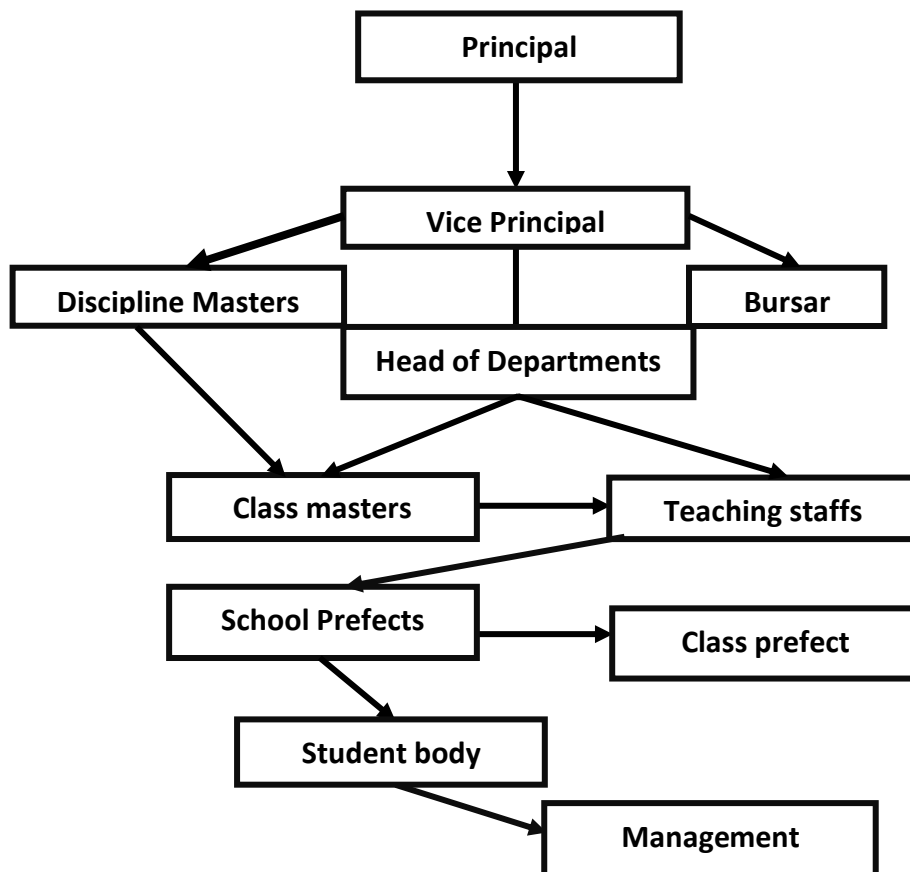 Principal
Vice Principal
Discipline Masters
Bursar
Head of Departments
Class masters
Teaching staffs
School Prefects
Class prefect
Student body
Management